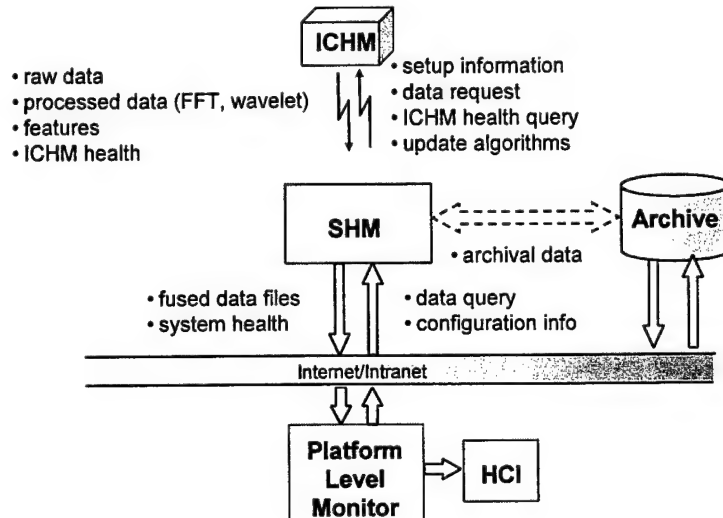 ICHM
• raw data
• processed data (FFT, wavelet)
• features
• ICHM health
• setup information
• data request
• ICHM health query
• update algorithms
SHM
Archive
• archival data
• fused data files
• system health
• data query
• configuration info
Internet/Intranet
Platform
Level
Monitor
HCI